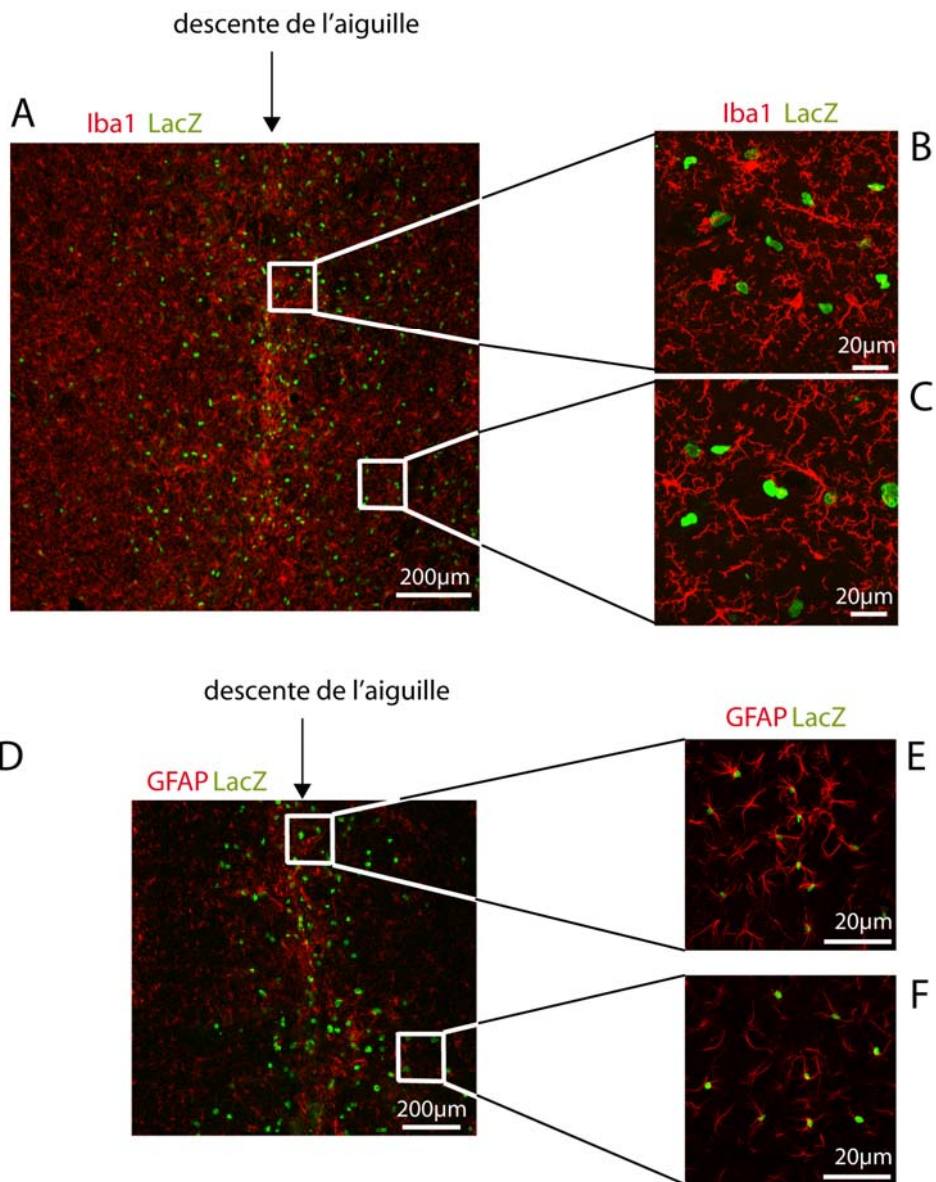 descente de l'aiguille
A
Iba1 LacZ
200µm
Iba1 LacZ
B
20µm
C
20µm
descente de l'aiguille
D
GFAP LacZ
200µm
GFAP LacZ
E
20µm
F
20µm